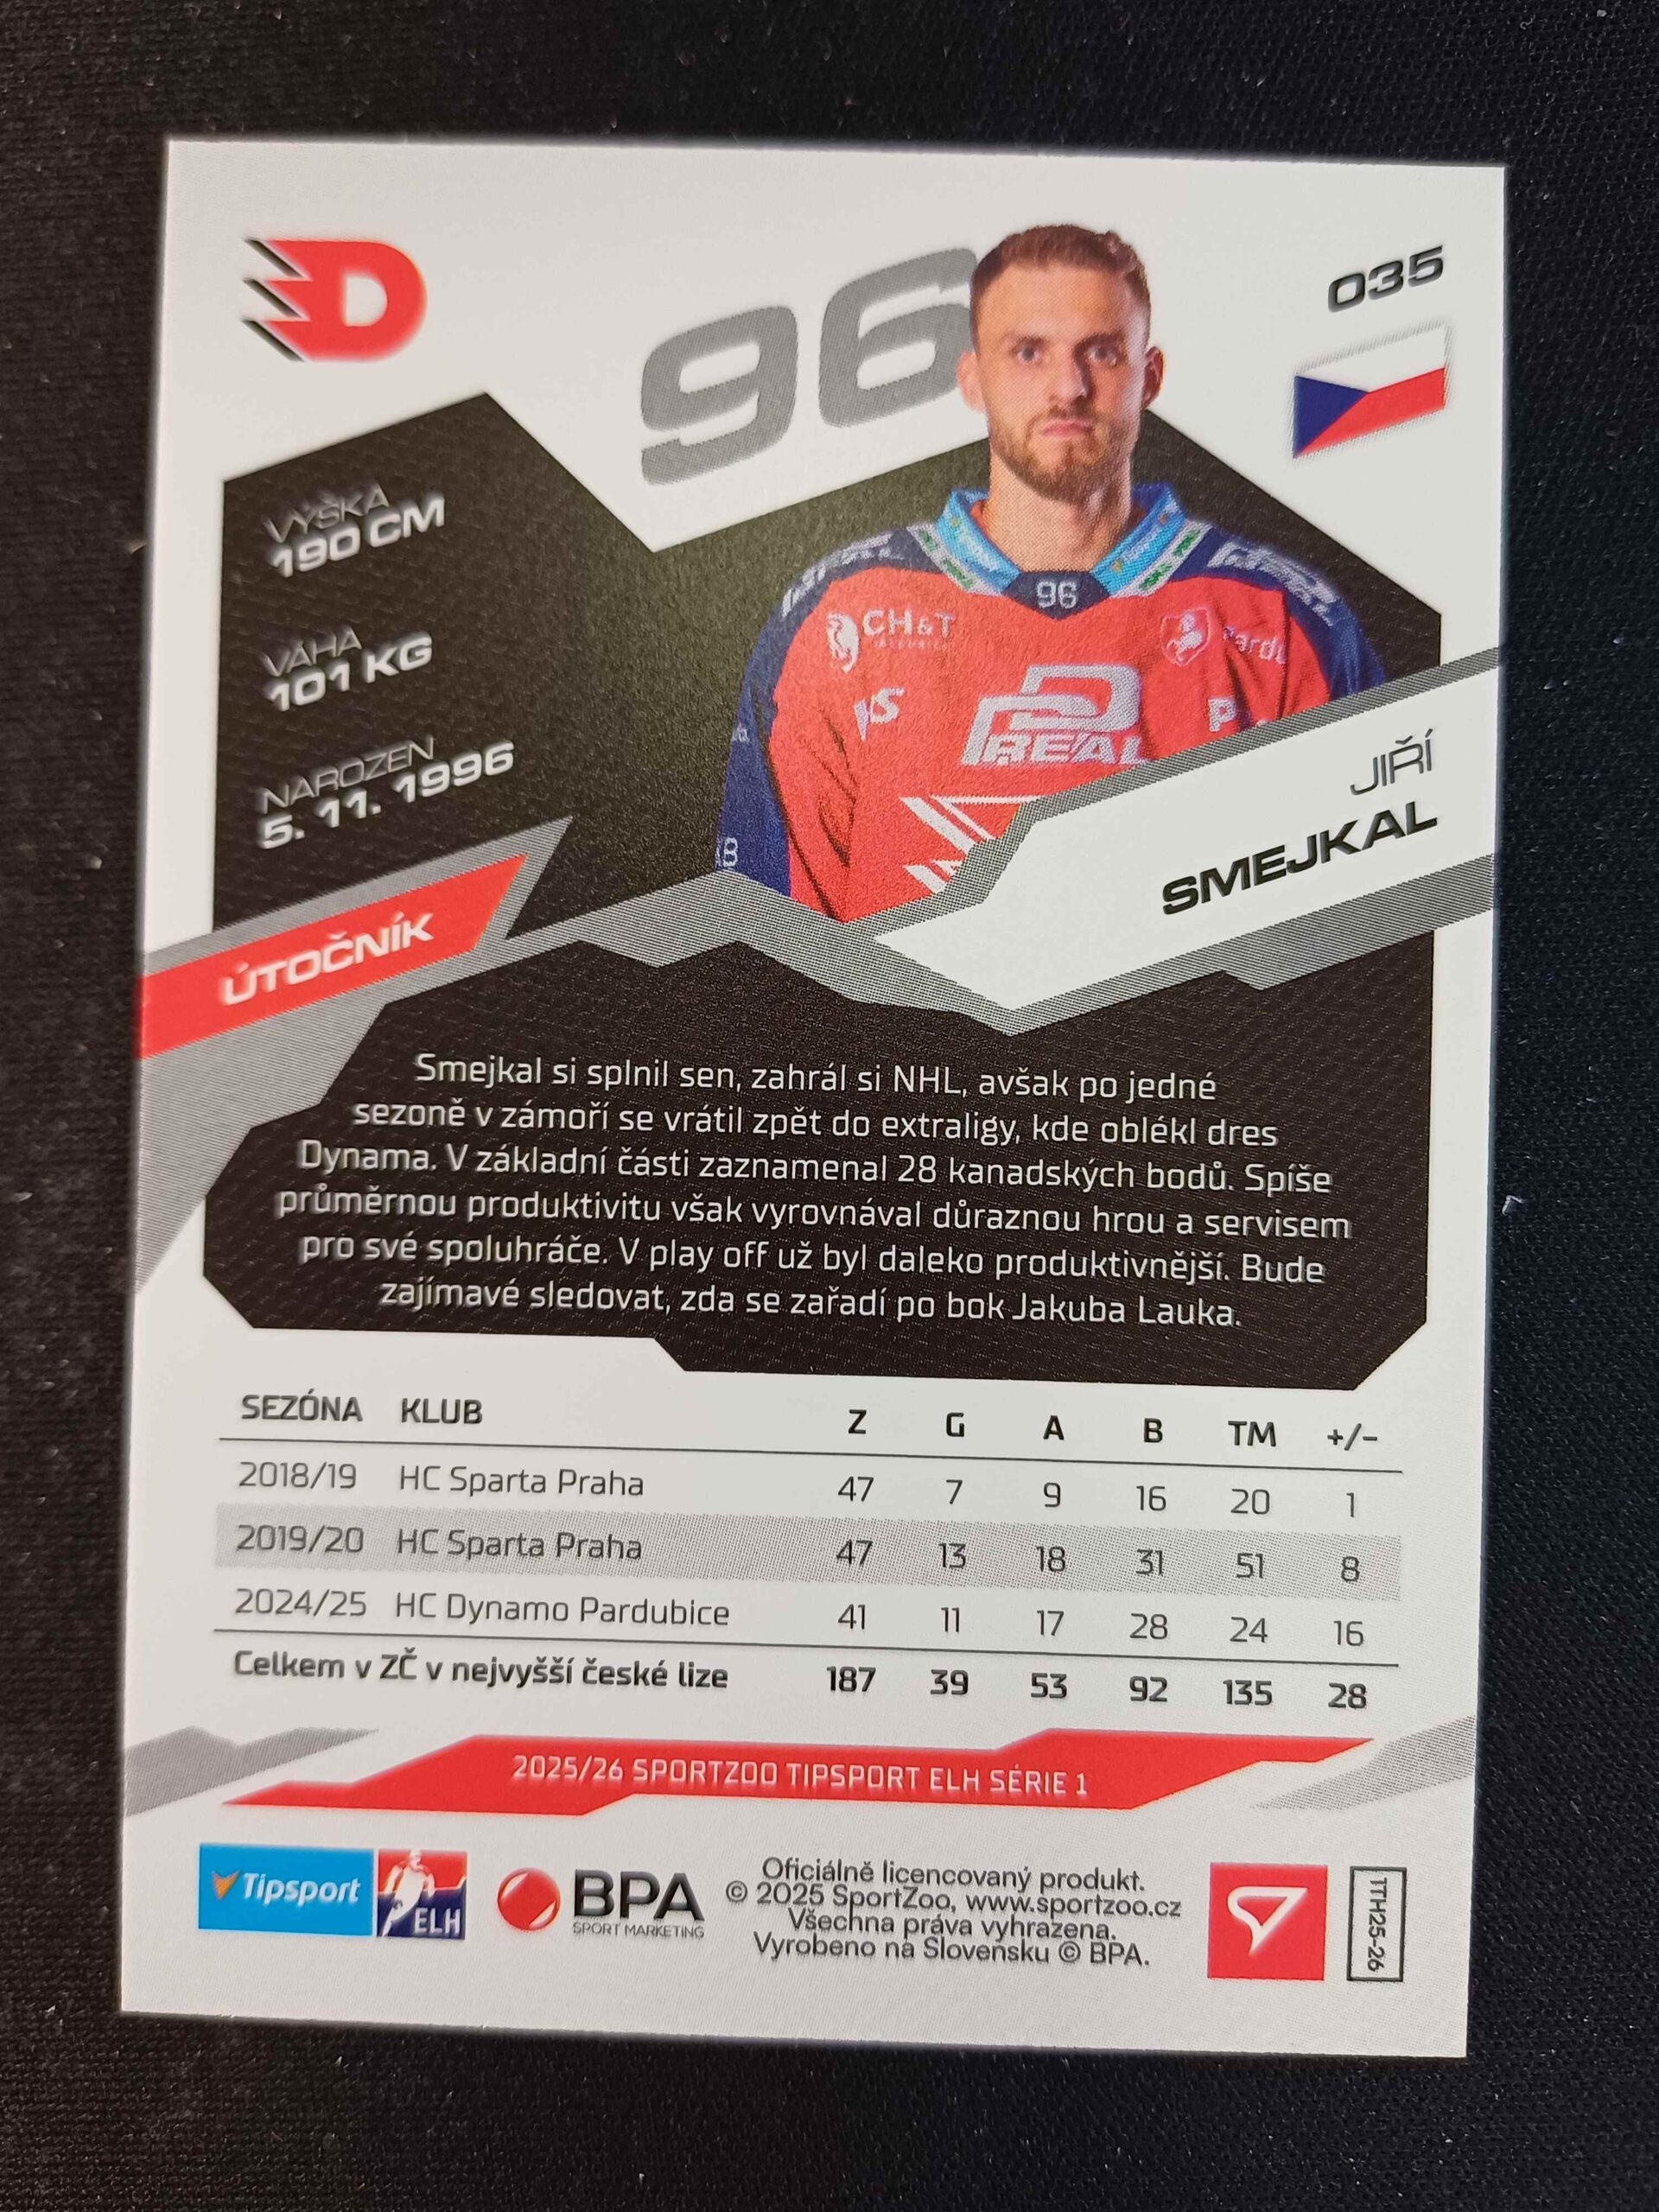 D
96
035
VÝŠKA
190 CM
VÁHA
101 KG
NAROZEN
5. 11. 1996
96
CH&T
PREAL
JIŘÍ
SMEJKAL
ÚTOČNÍK
Smejkal si splnil sen, zahrál si NHL, avšak po jedné
sezoně v zámoří se vrátil zpět do extraligy, kde oblékl dres
Dynama. V základní části zaznamenal 28 kanadských bodů. Spíše
průměrnou produktivitu však vyrovnával důraznou hrou a servisem
pro své spoluhráče. V play off už byl daleko produktivnější. Bude
zajímavé sledovat, zda se zařadí po bok Jakuba Lauka.
SEZÓNA KLUB Z G A B TM +/-
2018/19 HC Sparta Praha 47 7 9 16 20 1
2019/20 HC Sparta Praha 47 13 18 31 51 8
2024/25 HC Dynamo Pardubice 41 11 17 28 24 16
Celkem v ZČ v nejvyšší české lize 187 39 53 92 135 28
2025/26 SPORTZOO TIPSPORT ELH SÉRIE 1
Tipsport ELH
BPA
SPORT MARKETING
Oficiálně licencovaný produkt.
© 2025 SportZoo, www.sportzoo.cz
Všechna práva vyhrazena.
Vyrobeno na Slovensku © BPA.
1TH25-26